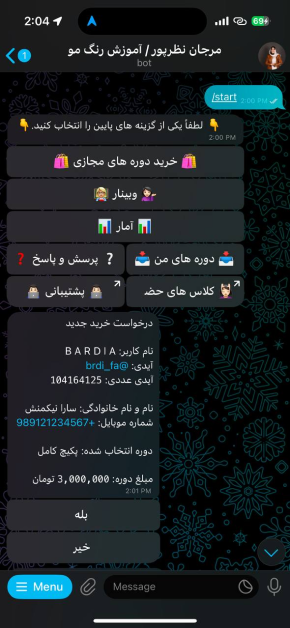 2:04
69
1
مرجان نظرپور / آموزش رنگ مو
bot
/start
2:00 PM
👇 لطفاً یکی از گزینه های پایین را انتخاب کنید.👇
2:00 PM
🛍 خرید دوره های مجازی 🛍
وبینار
📊 آمار 📊
❓ پرسش و پاسخ ❓
📥 دوره های من 📥
پشتیبانی
کلاس های حضـ
درخواست خرید جدید
نام کاربر: B A R D I A
آیدی: @brdi_fa
آیدی عددی: 104164125
نام و نام خانوادگی: سارا نیکمنش
شماره موبایل: +989121234567
دوره انتخاب شده: پکیج کامل
مبلغ دوره: 3,000,000 تومان
2:01 PM
بله
خیر
Menu
Message